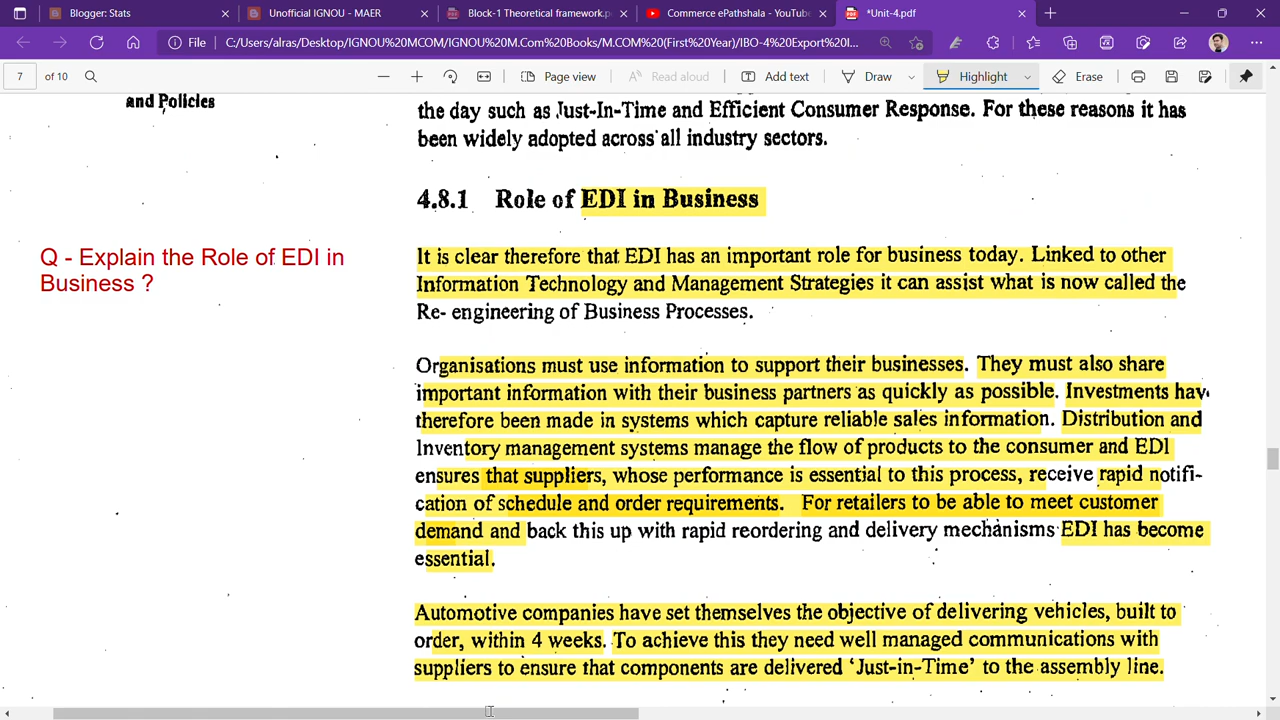 Blogger: Stats
Unofficial IGNOU - MAER
Block-1 Theoretical framework.p
Commerce ePathshala - YouTube
*Unit-4.pdf
File
C:/Users/alras/Desktop/IGNOU%20MCOM/IGNOU%20M.Com%20Books/M.COM%20(First%20Year)/IBO-4%20Export%20I...
7 of 10
Page view
Read aloud
Add text
Draw
Highlight
Erase
and Policies
the day such as Just-In-Time and Efficient Consumer Response. For these reasons it has
been widely adopted across all industry sectors.
4.8.1 Role of EDI in Business
Q - Explain the Role of EDI in
Business ?
It is clear therefore that EDI has an important role for business today. Linked to other
Information Technology and Management Strategies it can assist what is now called the
Re- engineering of Business Processes.
Organisations must use information to support their businesses. They must also share
important information with their business partners as quickly as possible. Investments hav
therefore been made in systems which capture reliable sales information. Distribution and
Inventory management systems manage the flow of products to the consumer and EDI
ensures that suppliers, whose performance is essential to this process, receive rapid notifi-
cation of schedule and order requirements. For retailers to be able to meet customer
demand and back this up with rapid reordering and delivery mechanisms EDI has become
essential.
Automotive companies have set themselves the objective of delivering vehicles, built to
order, within 4 weeks. To achieve this they need well managed communications with
suppliers to ensure that components are delivered 'Just-in-Time' to the assembly line.